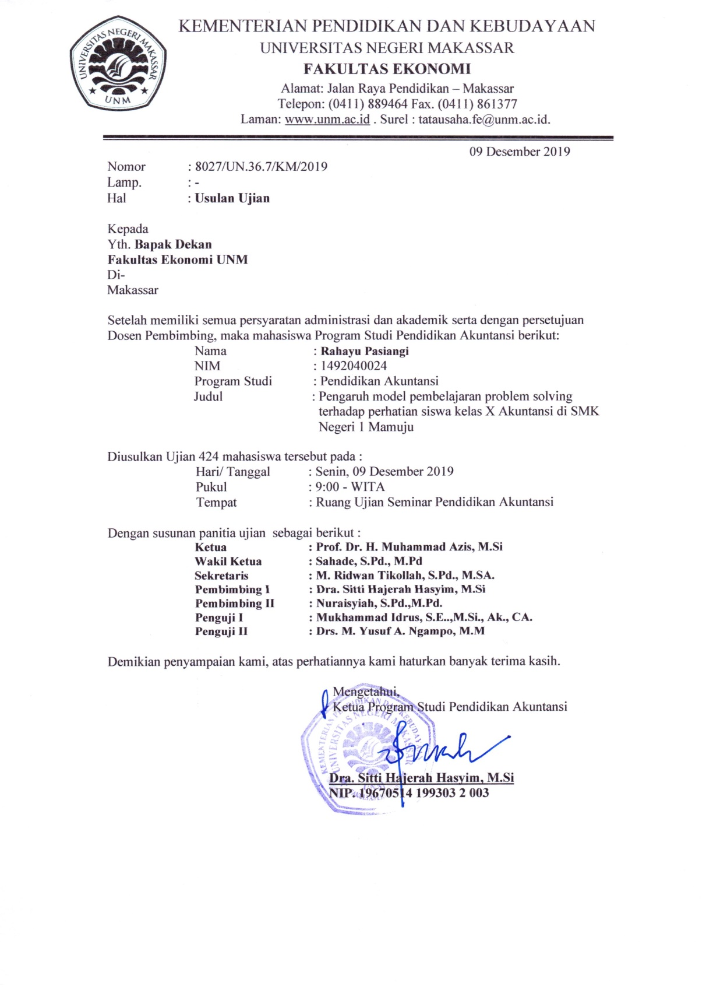 UNIVERSITAS NEGERI MAKASSAR
UNM
KEMENTERIAN PENDIDIKAN DAN KEBUDAYAAN
UNIVERSITAS NEGERI MAKASSAR
FAKULTAS EKONOMI
Alamat: Jalan Raya Pendidikan – Makassar
Telepon: (0411) 889464 Fax. (0411) 861377
Laman: www.unm.ac.id . Surel : tatausaha.fe@unm.ac.id.
09 Desember 2019
Nomor : 8027/UN.36.7/KM/2019
Lamp. : -
Hal : Usulan Ujian
Kepada
Yth. Bapak Dekan
Fakultas Ekonomi UNM
Di-
Makassar
Setelah memiliki semua persyaratan administrasi dan akademik serta dengan persetujuan
Dosen Pembimbing, maka mahasiswa Program Studi Pendidikan Akuntansi berikut:
Nama : Rahayu Pasiangi
NIM : 1492040024
Program Studi : Pendidikan Akuntansi
Judul : Pengaruh model pembelajaran problem solving
terhadap perhatian siswa kelas X Akuntansi di SMK
Negeri 1 Mamuju
Diusulkan Ujian 424 mahasiswa tersebut pada :
Hari/ Tanggal : Senin, 09 Desember 2019
Pukul : 9:00 - WITA
Tempat : Ruang Ujian Seminar Pendidikan Akuntansi
Dengan susunan panitia ujian  sebagai berikut :
Ketua : Prof. Dr. H. Muhammad Azis, M.Si
Wakil Ketua : Sahade, S.Pd., M.Pd
Sekretaris : M. Ridwan Tikollah, S.Pd., M.SA.
Pembimbing I : Dra. Sitti Hajerah Hasyim, M.Si
Pembimbing II : Nuraisyiah, S.Pd.,M.Pd.
Penguji I : Mukhammad Idrus, S.E..,M.Si., Ak., CA.
Penguji II : Drs. M. Yusuf A. Ngampo, M.M
Demikian penyampaian kami, atas perhatiannya kami haturkan banyak terima kasih.
Mengetahui,
Ketua Program Studi Pendidikan Akuntansi
KEMENTERIAN PENDIDIKAN DAN KEBUDAYAAN
UNIVERSITAS NEGERI MAKASSAR
UNM
Dra. Sitti Hajerah Hasyim, M.Si
NIP. 19670514 199303 2 003